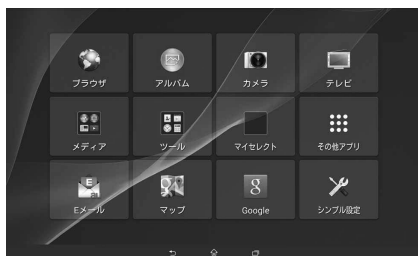 ブラウザ
アルバム
カメラ
テレビ
メディア
ツール
マイセレクト
その他アプリ
Eメール
マップ
Google
シンプル設定